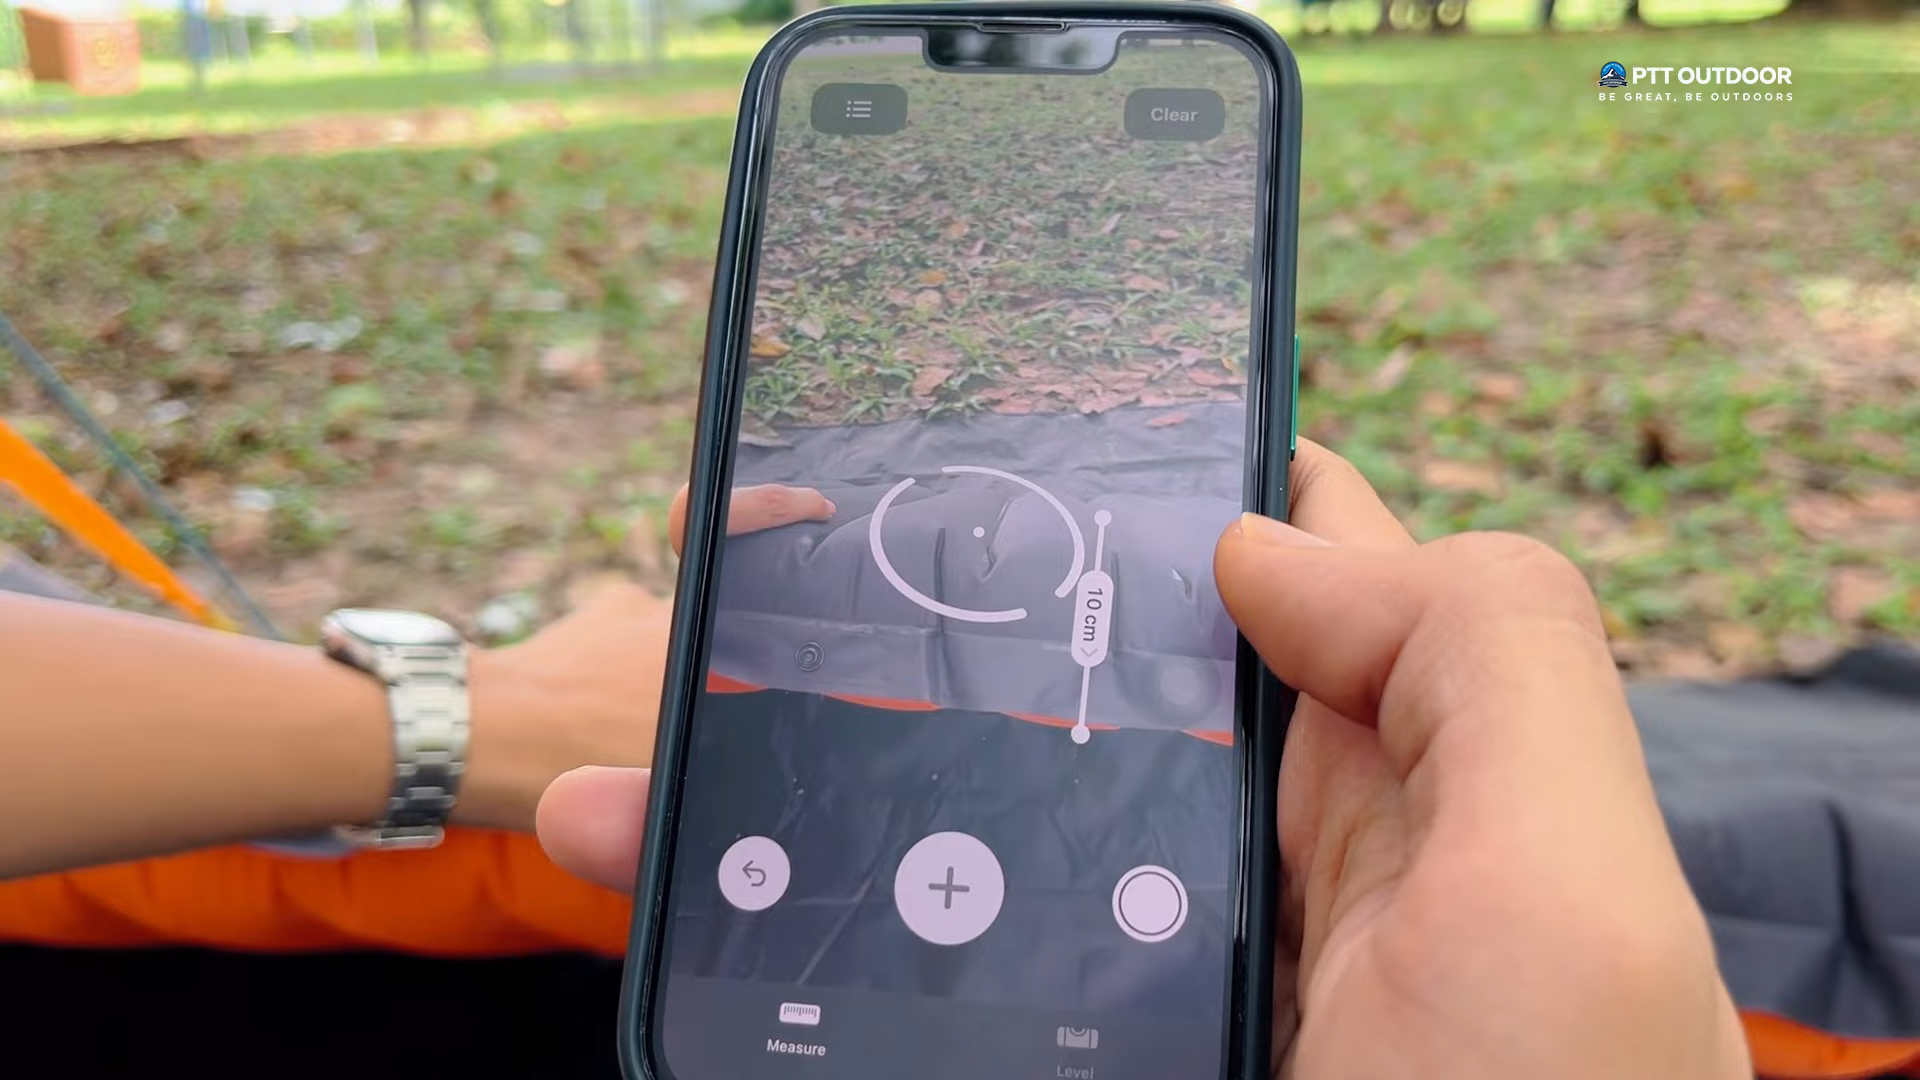 PTT OUTDOOR
BE GREAT, BE OUTDOORS
Clear
10 cm
Measure
Level